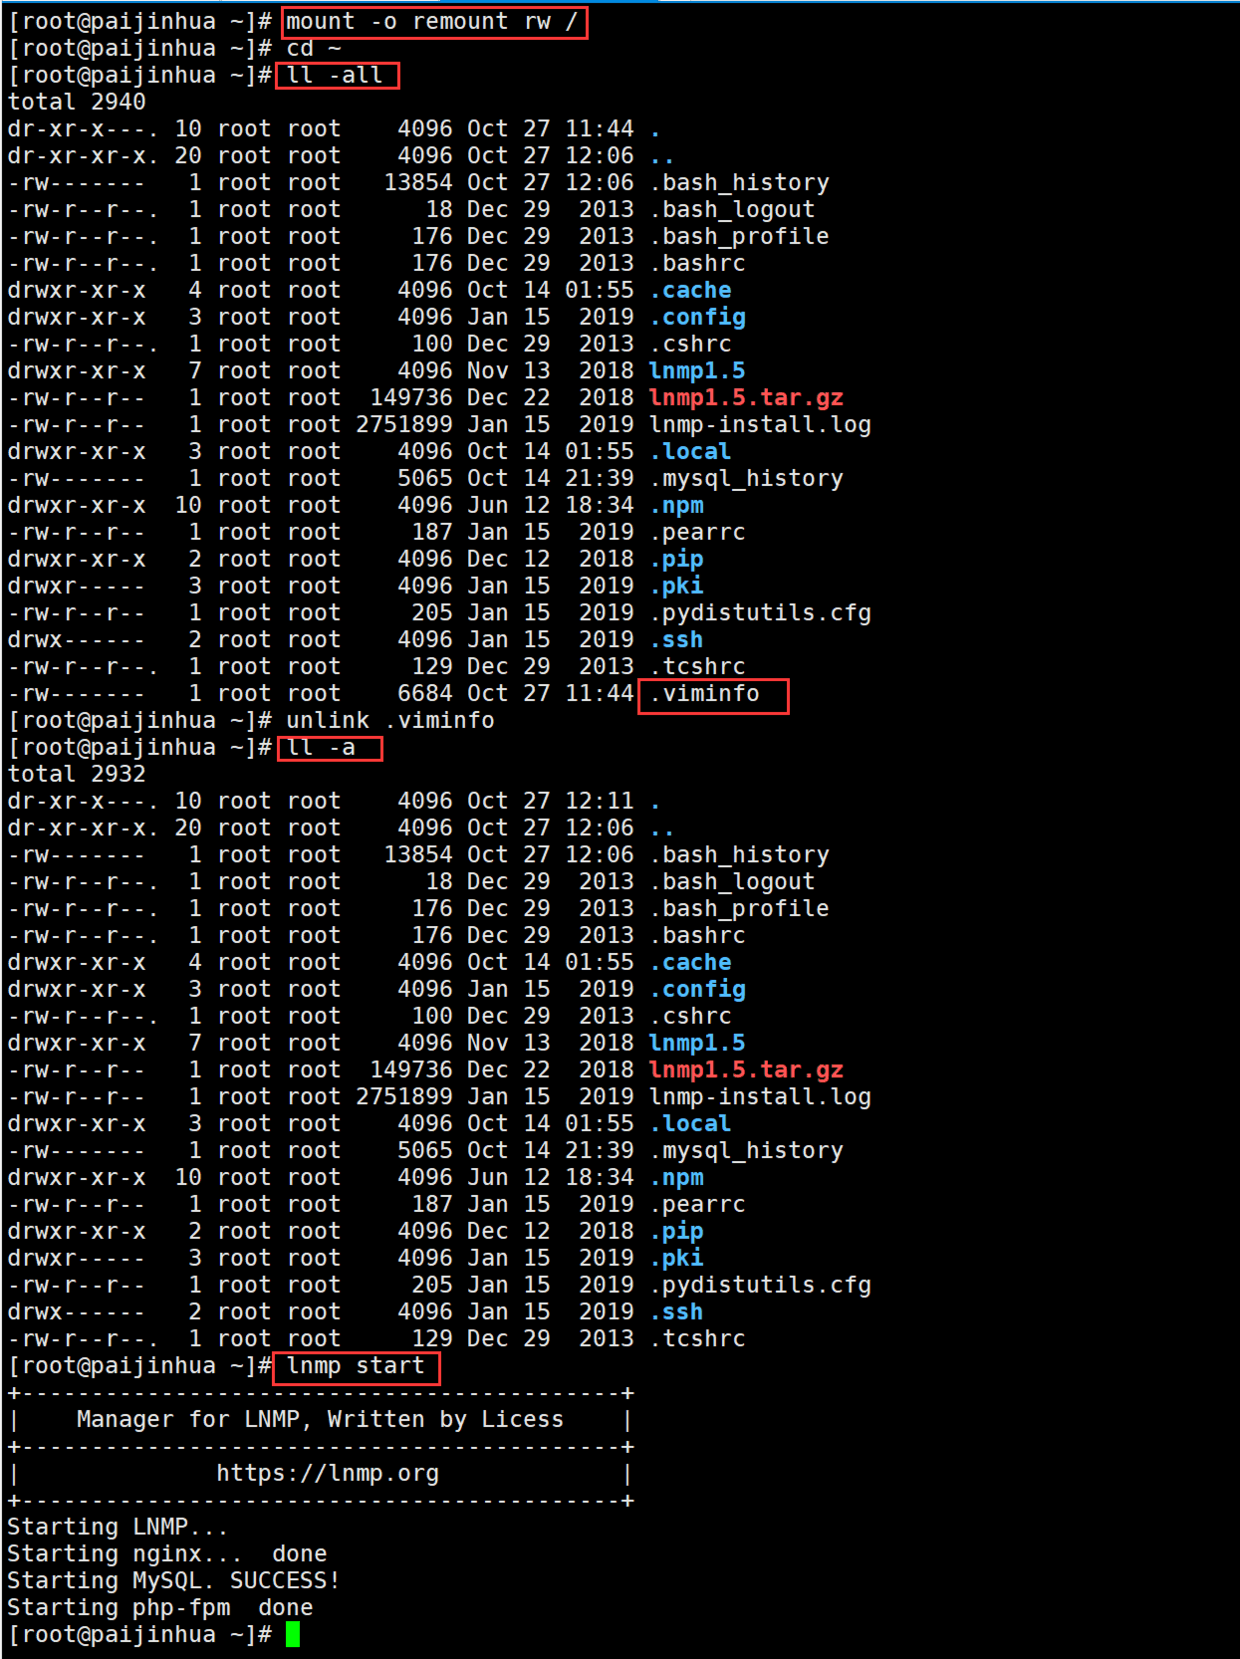 [root@paijinhua ~]# mount -o remount rw /
[root@paijinhua ~]# cd ~
[root@paijinhua ~]# ll -all
total 2940
dr-xr-x---. 10 root root    4096 Oct 27 11:44 .
dr-xr-xr-x. 20 root root    4096 Oct 27 12:06 ..
-rw-------   1 root root   13854 Oct 27 12:06 .bash_history
-rw-r--r--.  1 root root      18 Dec 29  2013 .bash_logout
-rw-r--r--.  1 root root     176 Dec 29  2013 .bash_profile
-rw-r--r--.  1 root root     176 Dec 29  2013 .bashrc
drwxr-xr-x   4 root root    4096 Oct 14 01:55 .cache
drwxr-xr-x   3 root root    4096 Jan 15  2019 .config
-rw-r--r--.  1 root root     100 Dec 29  2013 .cshrc
drwxr-xr-x   7 root root    4096 Nov 13  2018 lnmp1.5
-rw-r--r--   1 root root  149736 Dec 22  2018 lnmp1.5.tar.gz
-rw-r--r--   1 root root 2751899 Jan 15  2019 lnmp-install.log
drwxr-xr-x   3 root root    4096 Oct 14 01:55 .local
-rw-------   1 root root    5065 Oct 14 21:39 .mysql_history
drwxr-xr-x  10 root root    4096 Jun 12 18:34 .npm
-rw-r--r--   1 root root     187 Jan 15  2019 .pearrc
drwxr-xr-x   2 root root    4096 Dec 12  2018 .pip
drwxr-----   3 root root    4096 Jan 15  2019 .pki
-rw-r--r--   1 root root     205 Jan 15  2019 .pydistutils.cfg
drwx------   2 root root    4096 Jan 15  2019 .ssh
-rw-r--r--.  1 root root     129 Dec 29  2013 .tcshrc
-rw-------   1 root root    6684 Oct 27 11:44 .viminfo
[root@paijinhua ~]# unlink .viminfo
[root@paijinhua ~]# ll -a
total 2932
dr-xr-x---. 10 root root    4096 Oct 27 12:11 .
dr-xr-xr-x. 20 root root    4096 Oct 27 12:06 ..
-rw-------   1 root root   13854 Oct 27 12:06 .bash_history
-rw-r--r--.  1 root root      18 Dec 29  2013 .bash_logout
-rw-r--r--.  1 root root     176 Dec 29  2013 .bash_profile
-rw-r--r--.  1 root root     176 Dec 29  2013 .bashrc
drwxr-xr-x   4 root root    4096 Oct 14 01:55 .cache
drwxr-xr-x   3 root root    4096 Jan 15  2019 .config
-rw-r--r--.  1 root root     100 Dec 29  2013 .cshrc
drwxr-xr-x   7 root root    4096 Nov 13  2018 lnmp1.5
-rw-r--r--   1 root root  149736 Dec 22  2018 lnmp1.5.tar.gz
-rw-r--r--   1 root root 2751899 Jan 15  2019 lnmp-install.log
drwxr-xr-x   3 root root    4096 Oct 14 01:55 .local
-rw-------   1 root root    5065 Oct 14 21:39 .mysql_history
drwxr-xr-x  10 root root    4096 Jun 12 18:34 .npm
-rw-r--r--   1 root root     187 Jan 15  2019 .pearrc
drwxr-xr-x   2 root root    4096 Dec 12  2018 .pip
drwxr-----   3 root root    4096 Jan 15  2019 .pki
-rw-r--r--   1 root root     205 Jan 15  2019 .pydistutils.cfg
drwx------   2 root root    4096 Jan 15  2019 .ssh
-rw-r--r--.  1 root root     129 Dec 29  2013 .tcshrc
[root@paijinhua ~]# lnmp start
+-------------------------------------------+
|    Manager for LNMP, Written by Licess    |
+-------------------------------------------+
|              https://lnmp.org             |
+-------------------------------------------+
Starting LNMP...
Starting nginx...  done
Starting MySQL. SUCCESS!
Starting php-fpm  done
[root@paijinhua ~]#